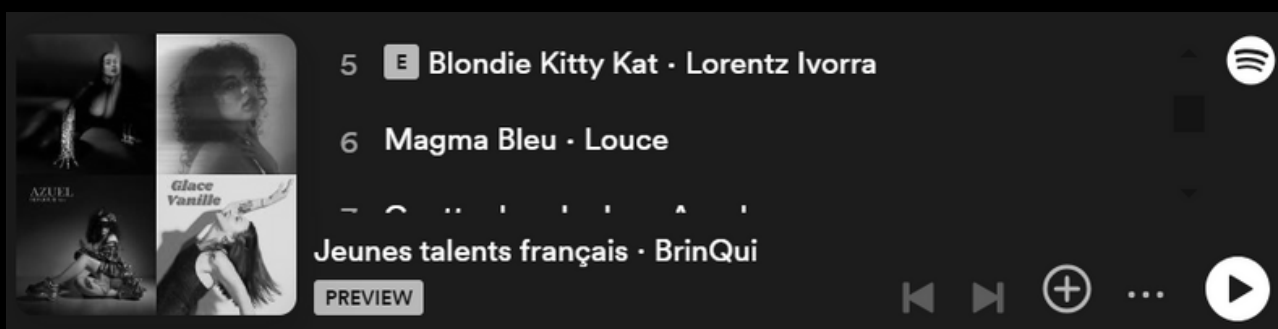 5 E Blondie Kitty Kat · Lorentz Ivorra
6 Magma Bleu · Louce
AZUEL
Glace
Vanille
Jeunes talents français · BrinQui
PREVIEW